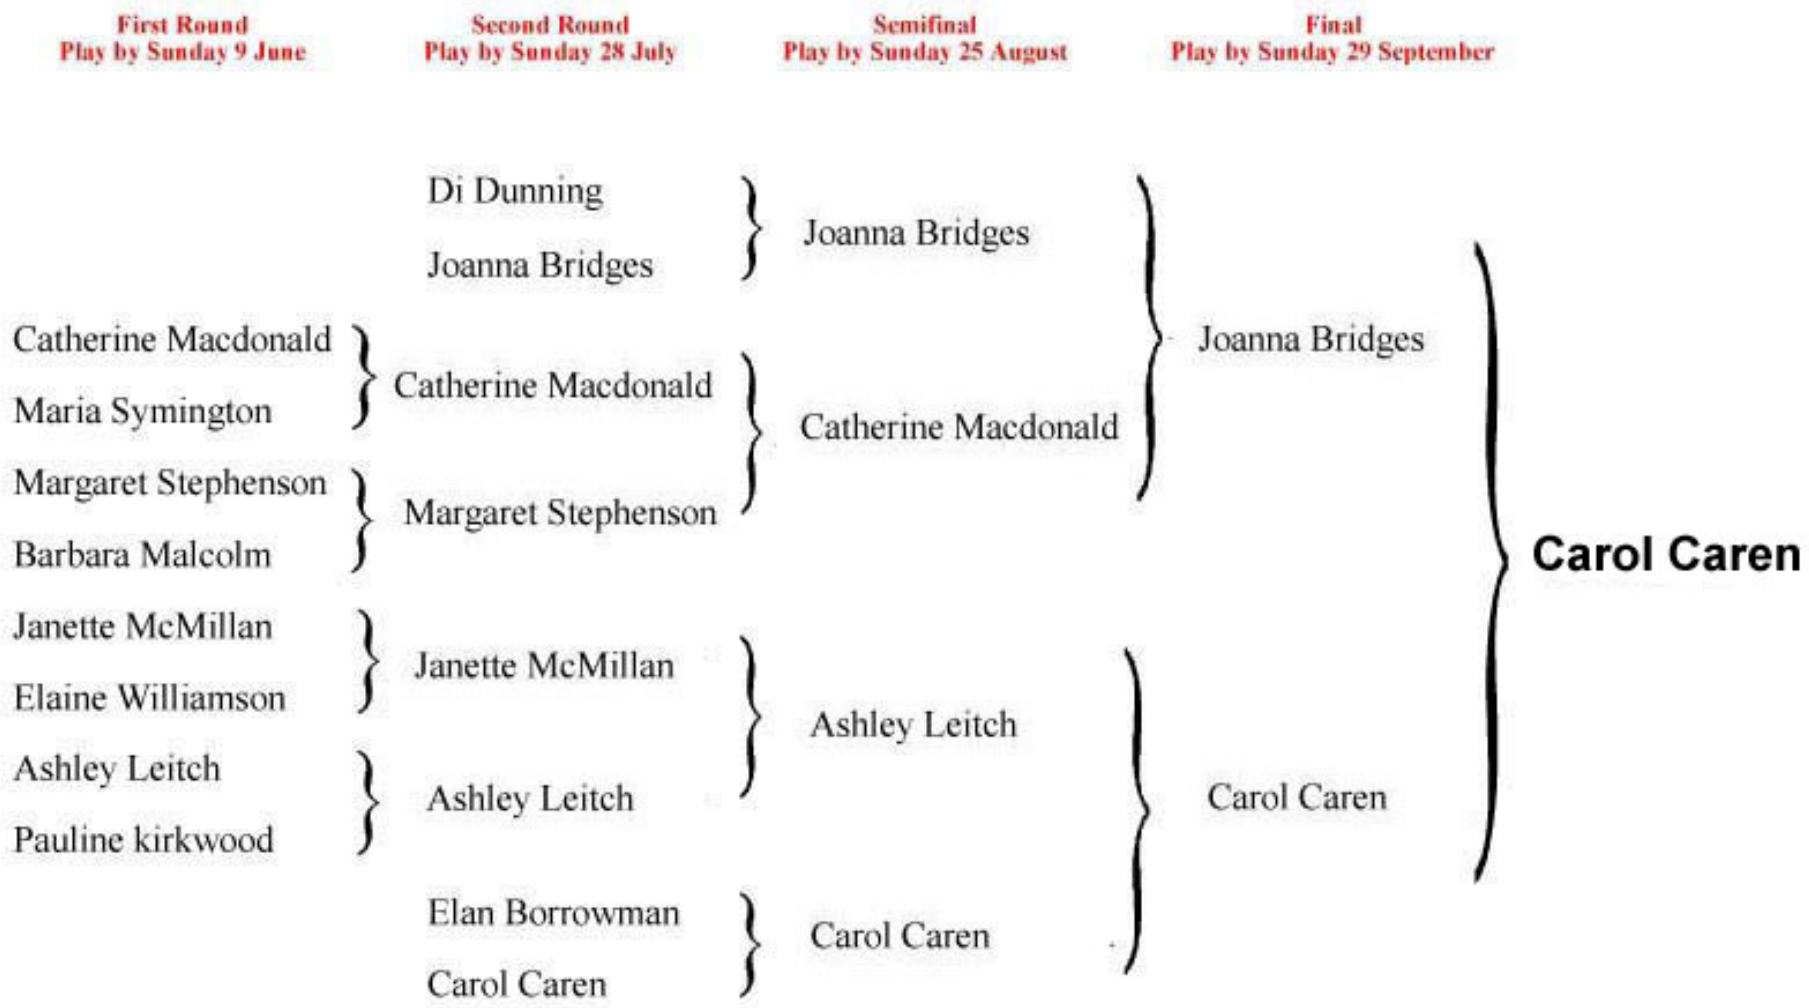 First Round
Play by Sunday 9 June
Second Round
Play by Sunday 28 July
Semifinal
Play by Sunday 25 August
Final
Play by Sunday 29 September
Di Dunning
Joanna Bridges
Catherine Macdonald
Maria Symington
Margaret Stephenson
Barbara Malcolm
Janette McMillan
Elaine Williamson
Ashley Leitch
Pauline kirkwood
Catherine Macdonald
Margaret Stephenson
Janette McMillan
Ashley Leitch
Elan Borrowman
Carol Caren
Joanna Bridges
Catherine Macdonald
Ashley Leitch
Carol Caren
Joanna Bridges
Carol Caren
Carol Caren